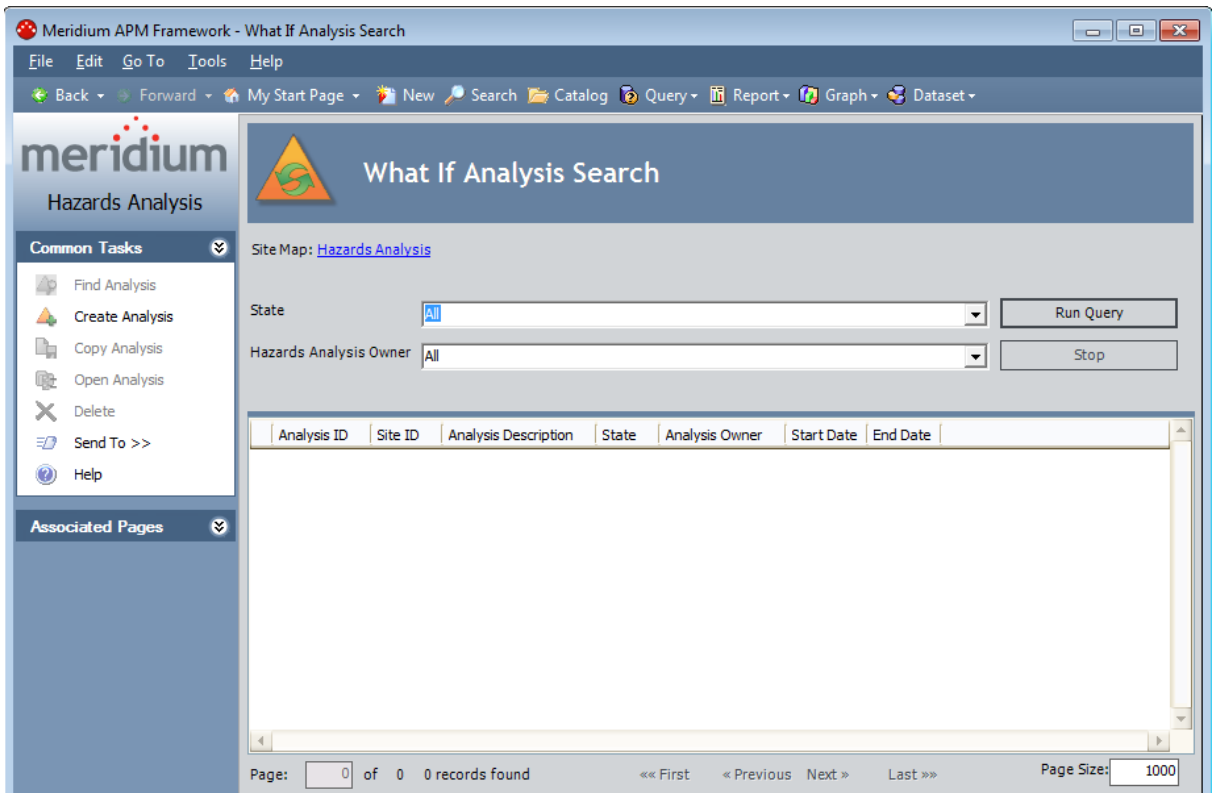 Meridium APM Framework - What If Analysis Search
File Edit Go To Tools Help
Back Forward My Start Page New Search Catalog Query Report Graph Dataset
meridium
Hazards Analysis
Common Tasks
Find Analysis
Create Analysis
Copy Analysis
Open Analysis
Delete
Send To >>
Help
Associated Pages
What If Analysis Search
Site Map: Hazards Analysis
State All Run Query
Hazards Analysis Owner All Stop
Analysis ID Site ID Analysis Description State Analysis Owner Start Date End Date
Page: 0 of 0 0 records found «« First « Previous Next » Last »» Page Size: 1000